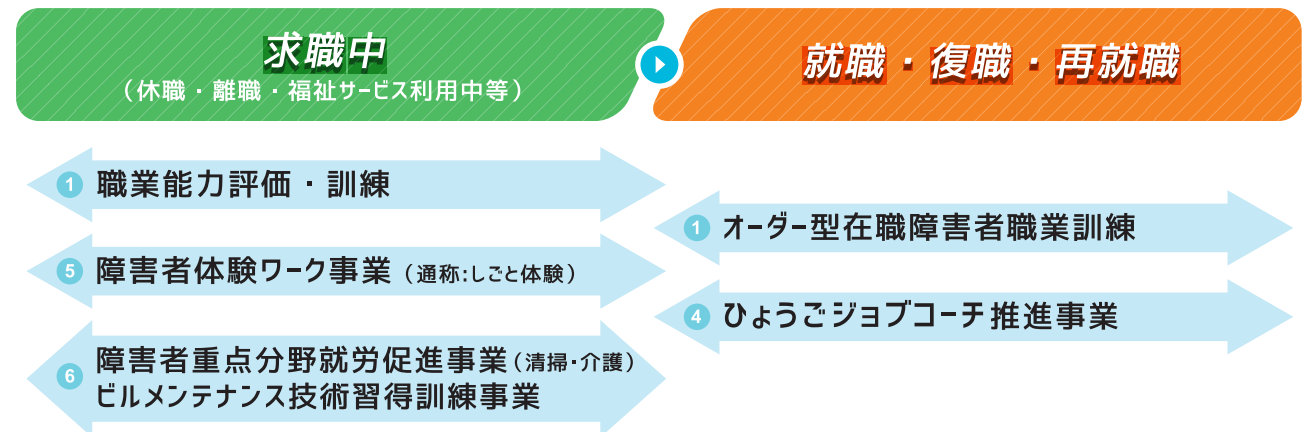 求職中
（休職・離職・福祉サービス利用中等）
就職・復職・再就職
1 職業能力評価・訓練
5 障害者体験ワーク事業（通称:しごと体験）
6 障害者重点分野就労促進事業（清掃・介護）
ビルメンテナンス技術習得訓練事業
1 オーダー型在職障害者職業訓練
4 ひょうごジョブコーチ推進事業